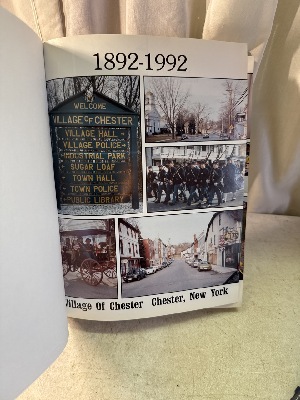 1892-1992
WELCOME
VILLAGE OF CHESTER
VILLAGE HALL
VILLAGE POLICE
INDUSTRIAL PARK
SUGAR LOAF
TOWN HALL
TOWN POLICE
PUBLIC LIBRARY
Village Of Chester Chester, New York